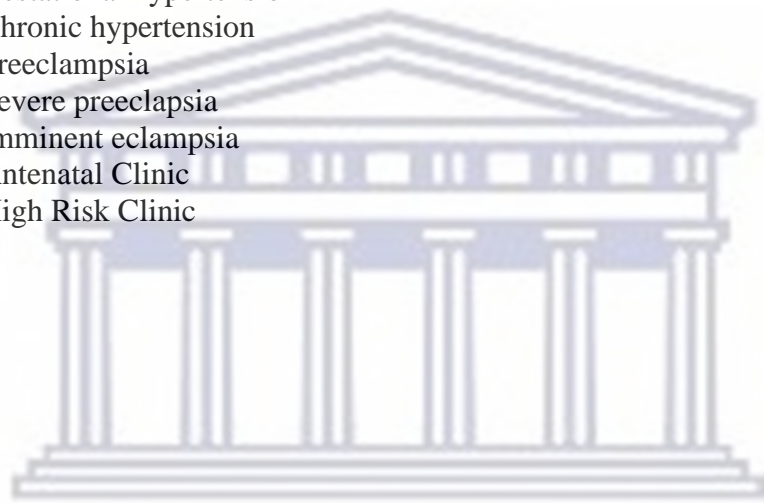 hronic hypertension
reeclampsia
evere preeclapsia
mminent eclampsia
ntenatal Clinic
igh Risk Clinic